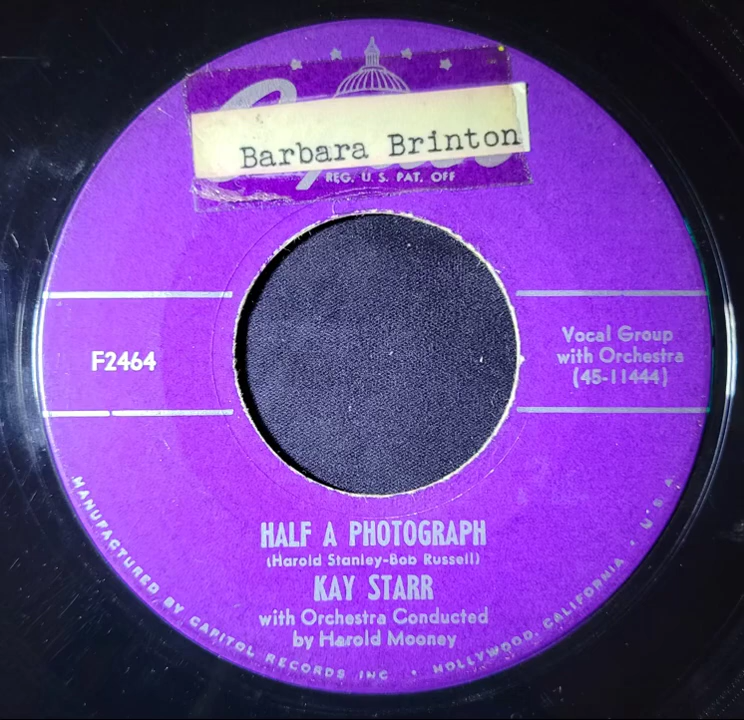 Barbara Brinton
REG. U. S. PAT. OFF
F2464
Vocal Group
with Orchestra
(45-11444)
HALF A PHOTOGRAPH
(Harold Stanley-Bob Russell)
KAY STARR
with Orchestra Conducted
by Harold Mooney
MANUFACTURED BY CAPITOL RECORDS INC • HOLLYWOOD, CALIFORNIA • U.S.A.